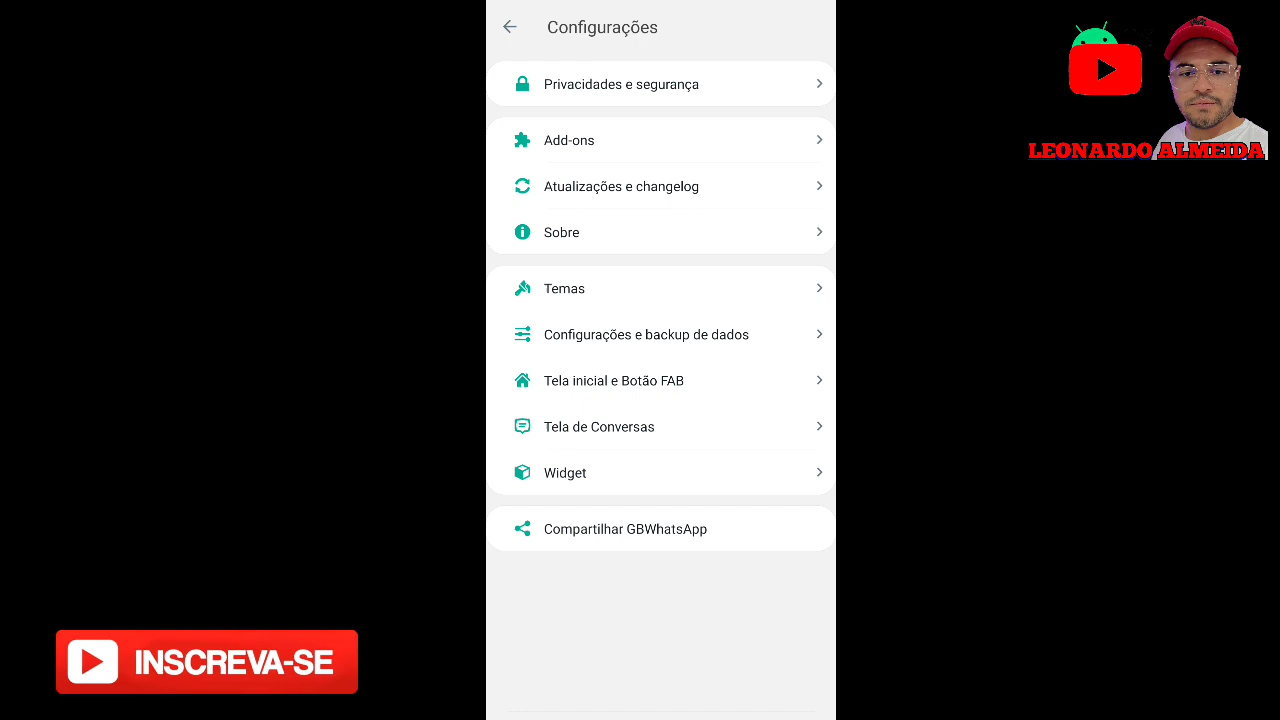 Configurações
Privacidades e segurança
Add-ons
Atualizações e changelog
Sobre
Temas
Configurações e backup de dados
Tela inicial e Botão FAB
Tela de Conversas
Widget
Compartilhar GBWhatsApp
LEONARDO ALMEIDA
INSCREVA-SE